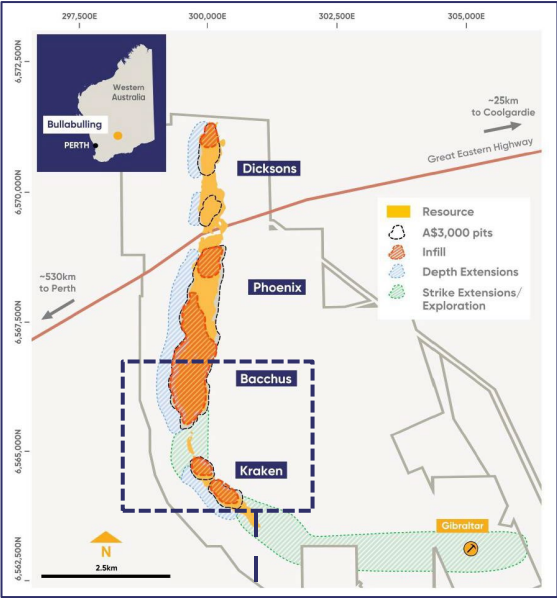 297,500E
300,000E
302,500E
305,000E
6,572,500N
6,570,000N
6,567,500N
6,565,000N
6,562,500N
Western
Australia
Bullabulling
PERTH
~25km
to Coolgardie
Great Eastern Highway
Dicksons
Resource
A$3,000 pits
Infill
Depth Extensions
Strike Extensions/
Exploration
~530km
to Perth
Phoenix
Bacchus
Kraken
Gibraltar
N
2.5km